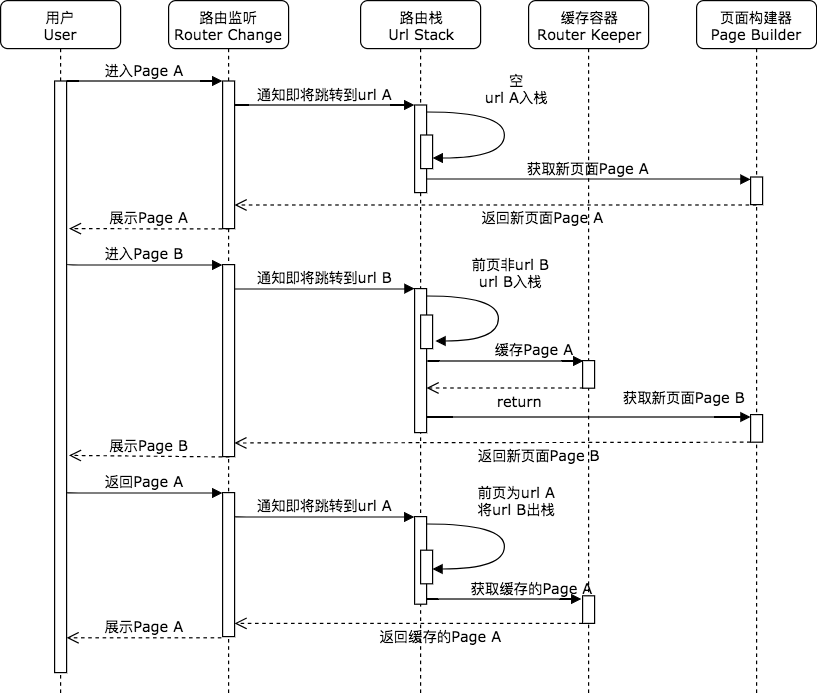 用户
User
路由监听
Router Change
路由栈
Url Stack
缓存容器
Router Keeper
页面构建器
Page Builder
进入Page A
通知即将跳转到url A
空
url A入栈
获取新页面Page A
返回新页面Page A
展示Page A
进入Page B
通知即将跳转到url B
前页非url B
url B入栈
缓存Page A
return
获取新页面Page B
返回新页面Page B
展示Page B
返回Page A
通知即将跳转到url A
前页为url A
将url B出栈
获取缓存的Page A
返回缓存的Page A
展示Page A